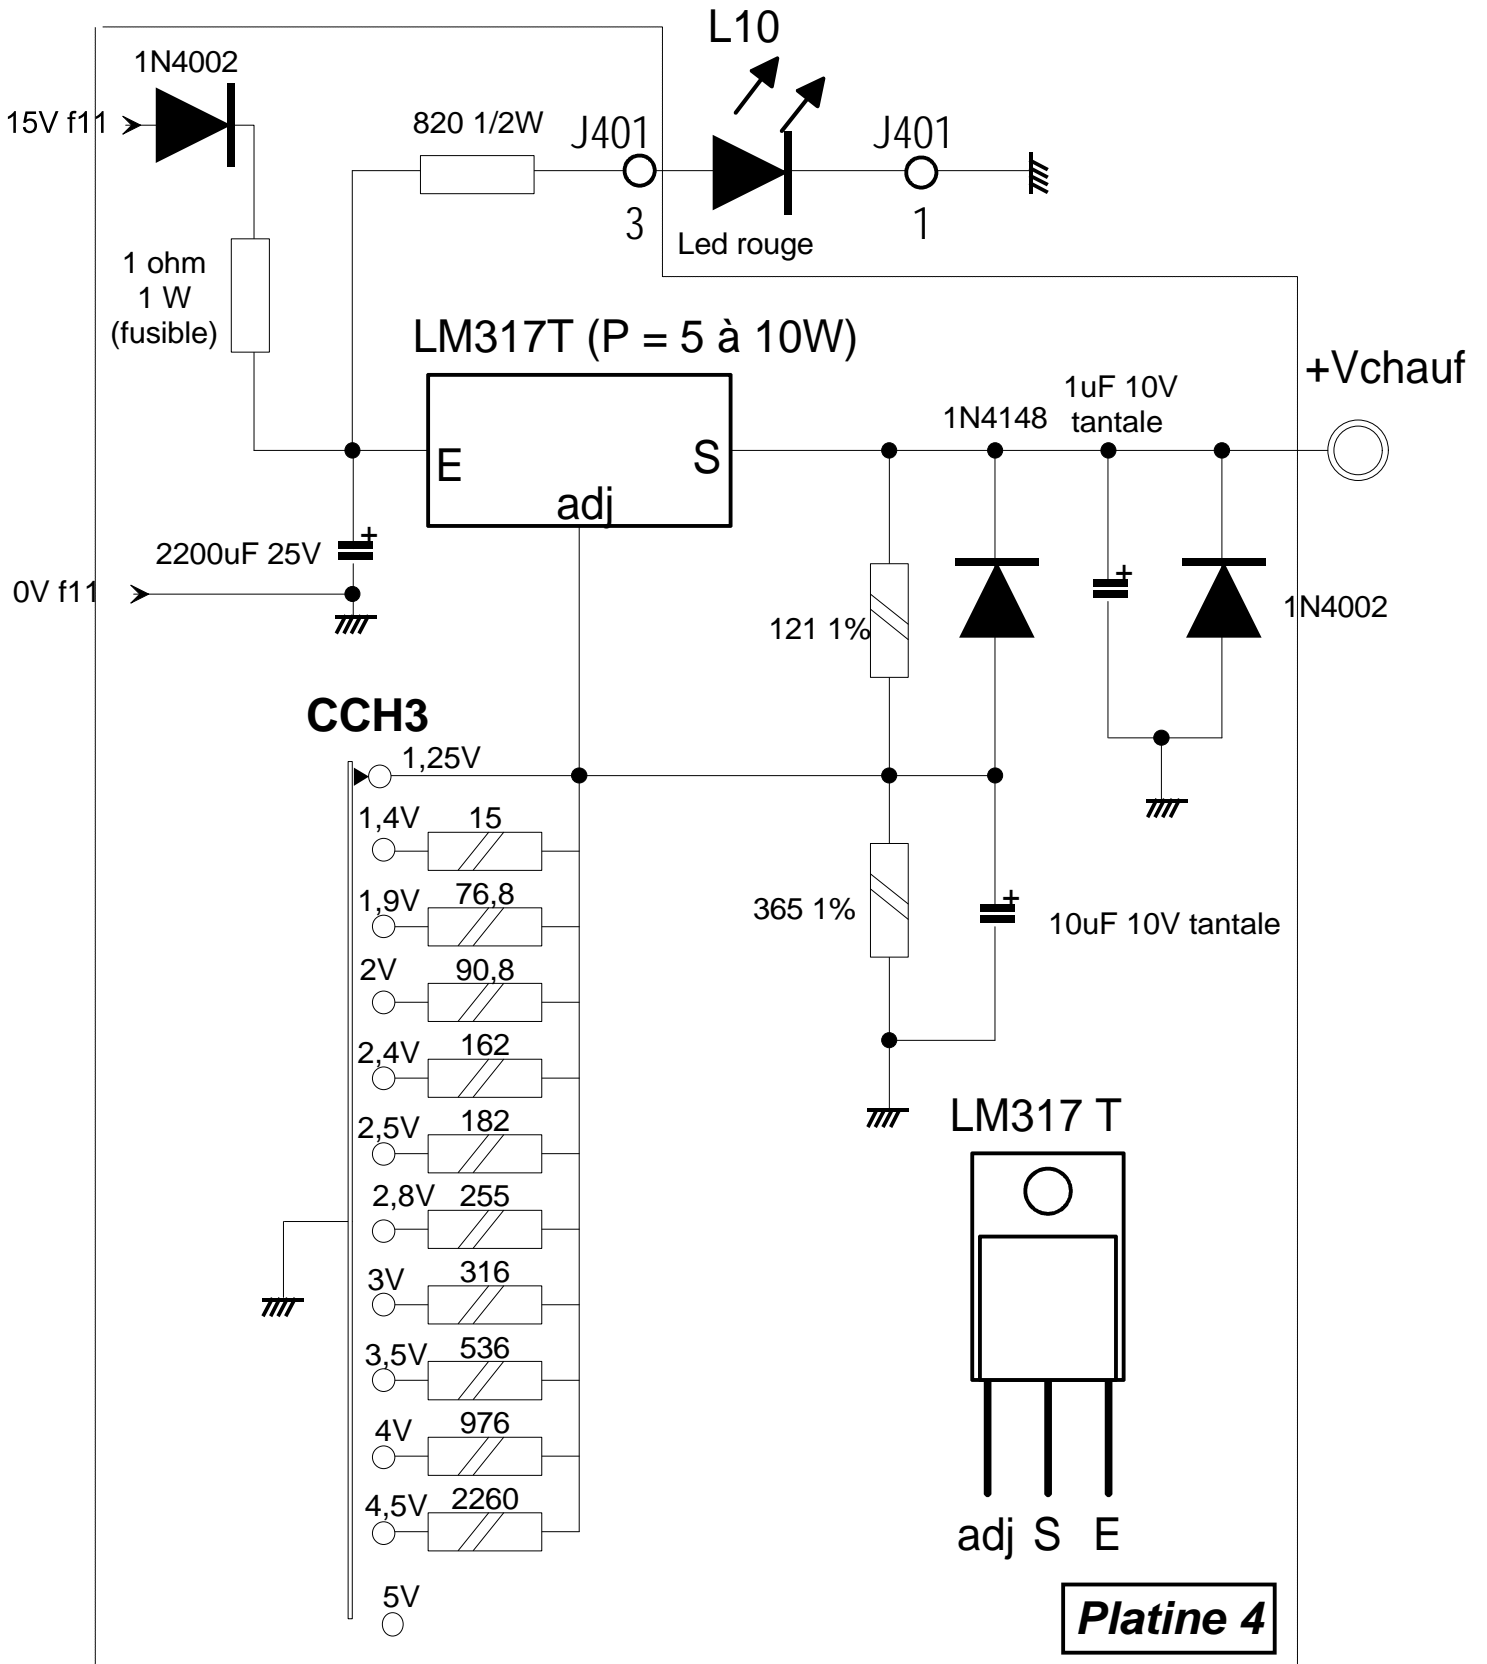 L10
1N4002
15V f11
820 1/2W
J401
J401
3
1
Led rouge
1 ohm
1 W
(fusible)
LM317T (P = 5 à 10W)
+Vchauf
1uF 10V
tantale
1N4148
E
S
adj
2200uF 25V
0V f11
121 1%
1N4002
CCH3
1,25V
1,4V
15
1,9V
76,8
365 1%
10uF 10V tantale
2V
90,8
2,4V
162
2,5V
182
LM317 T
2,8V
255
3V
316
3,5V
536
4V
976
4,5V
2260
adj S E
5V
Platine 4